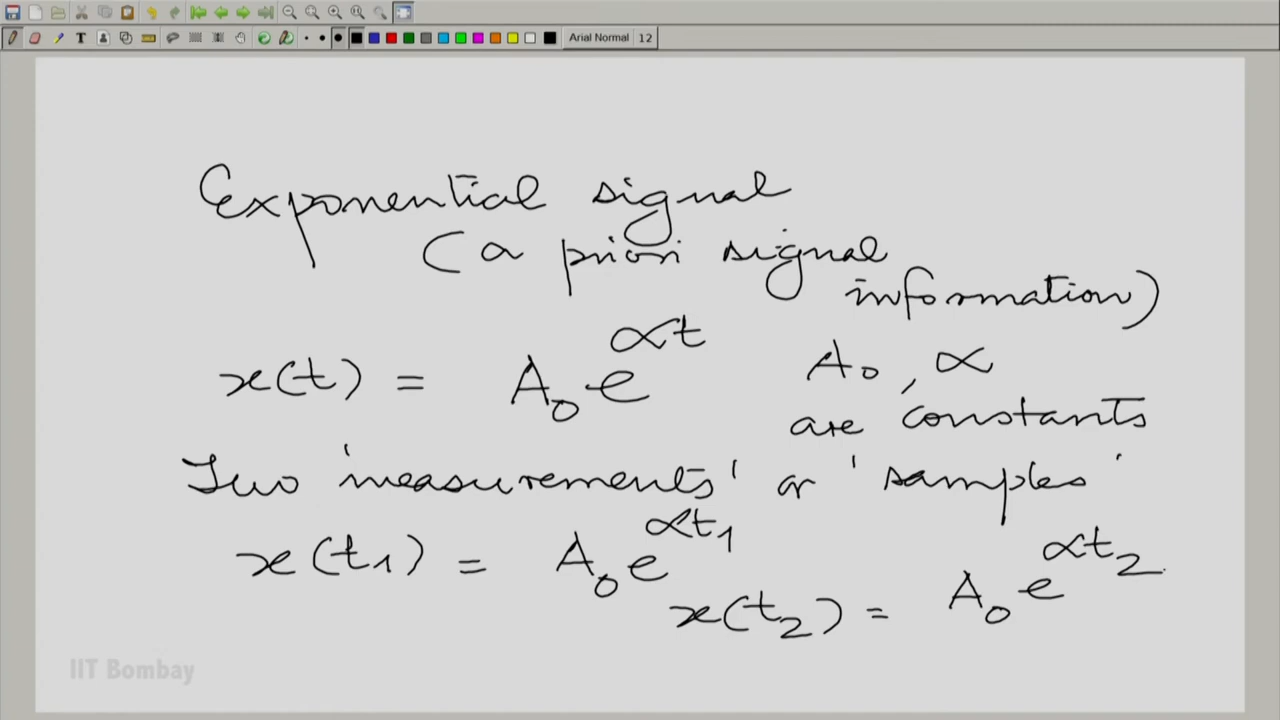 Arial Normal 12
Exponential signal
(a priori signal
information)
x(t) = A₀e^{αt} A₀, α
are constants
Two 'measurements' or 'samples'
x(t₁) = A₀e^{αt₁}
x(t₂) = A₀e^{αt₂}
IIT Bombay